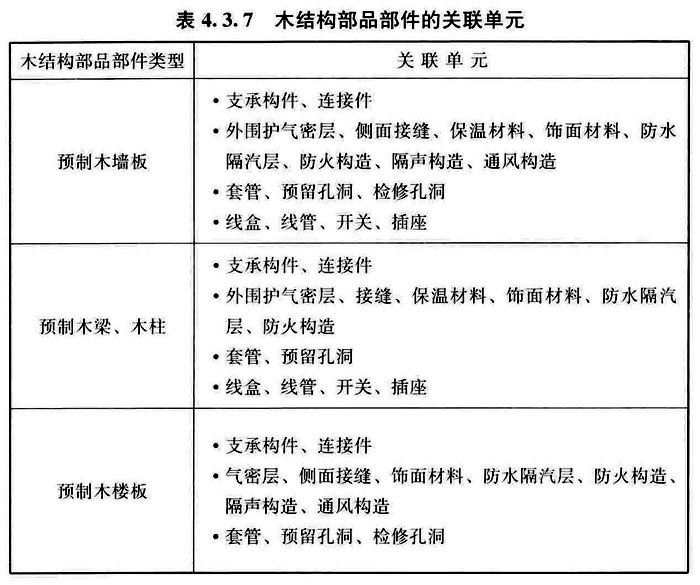 表 4.3.7 木结构部品部件的关联单元
木结构部品部件类型
关联单元
预制木墙板
• 支承构件、连接件
• 外围护气密层、侧面接缝、保温材料、饰面材料、防水
隔汽层、防火构造、隔声构造、通风构造
• 套管、预留孔洞、检修孔洞
• 线盒、线管、开关、插座
预制木梁、木柱
• 支承构件、连接件
• 外围护气密层、接缝、保温材料、饰面材料、防水隔汽
层、防火构造
• 套管、预留孔洞
• 线盒、线管、开关、插座
预制木楼板
• 支承构件、连接件
• 气密层、侧面接缝、饰面材料、防水隔汽层、防火构造、
隔声构造、通风构造
• 套管、预留孔洞、检修孔洞